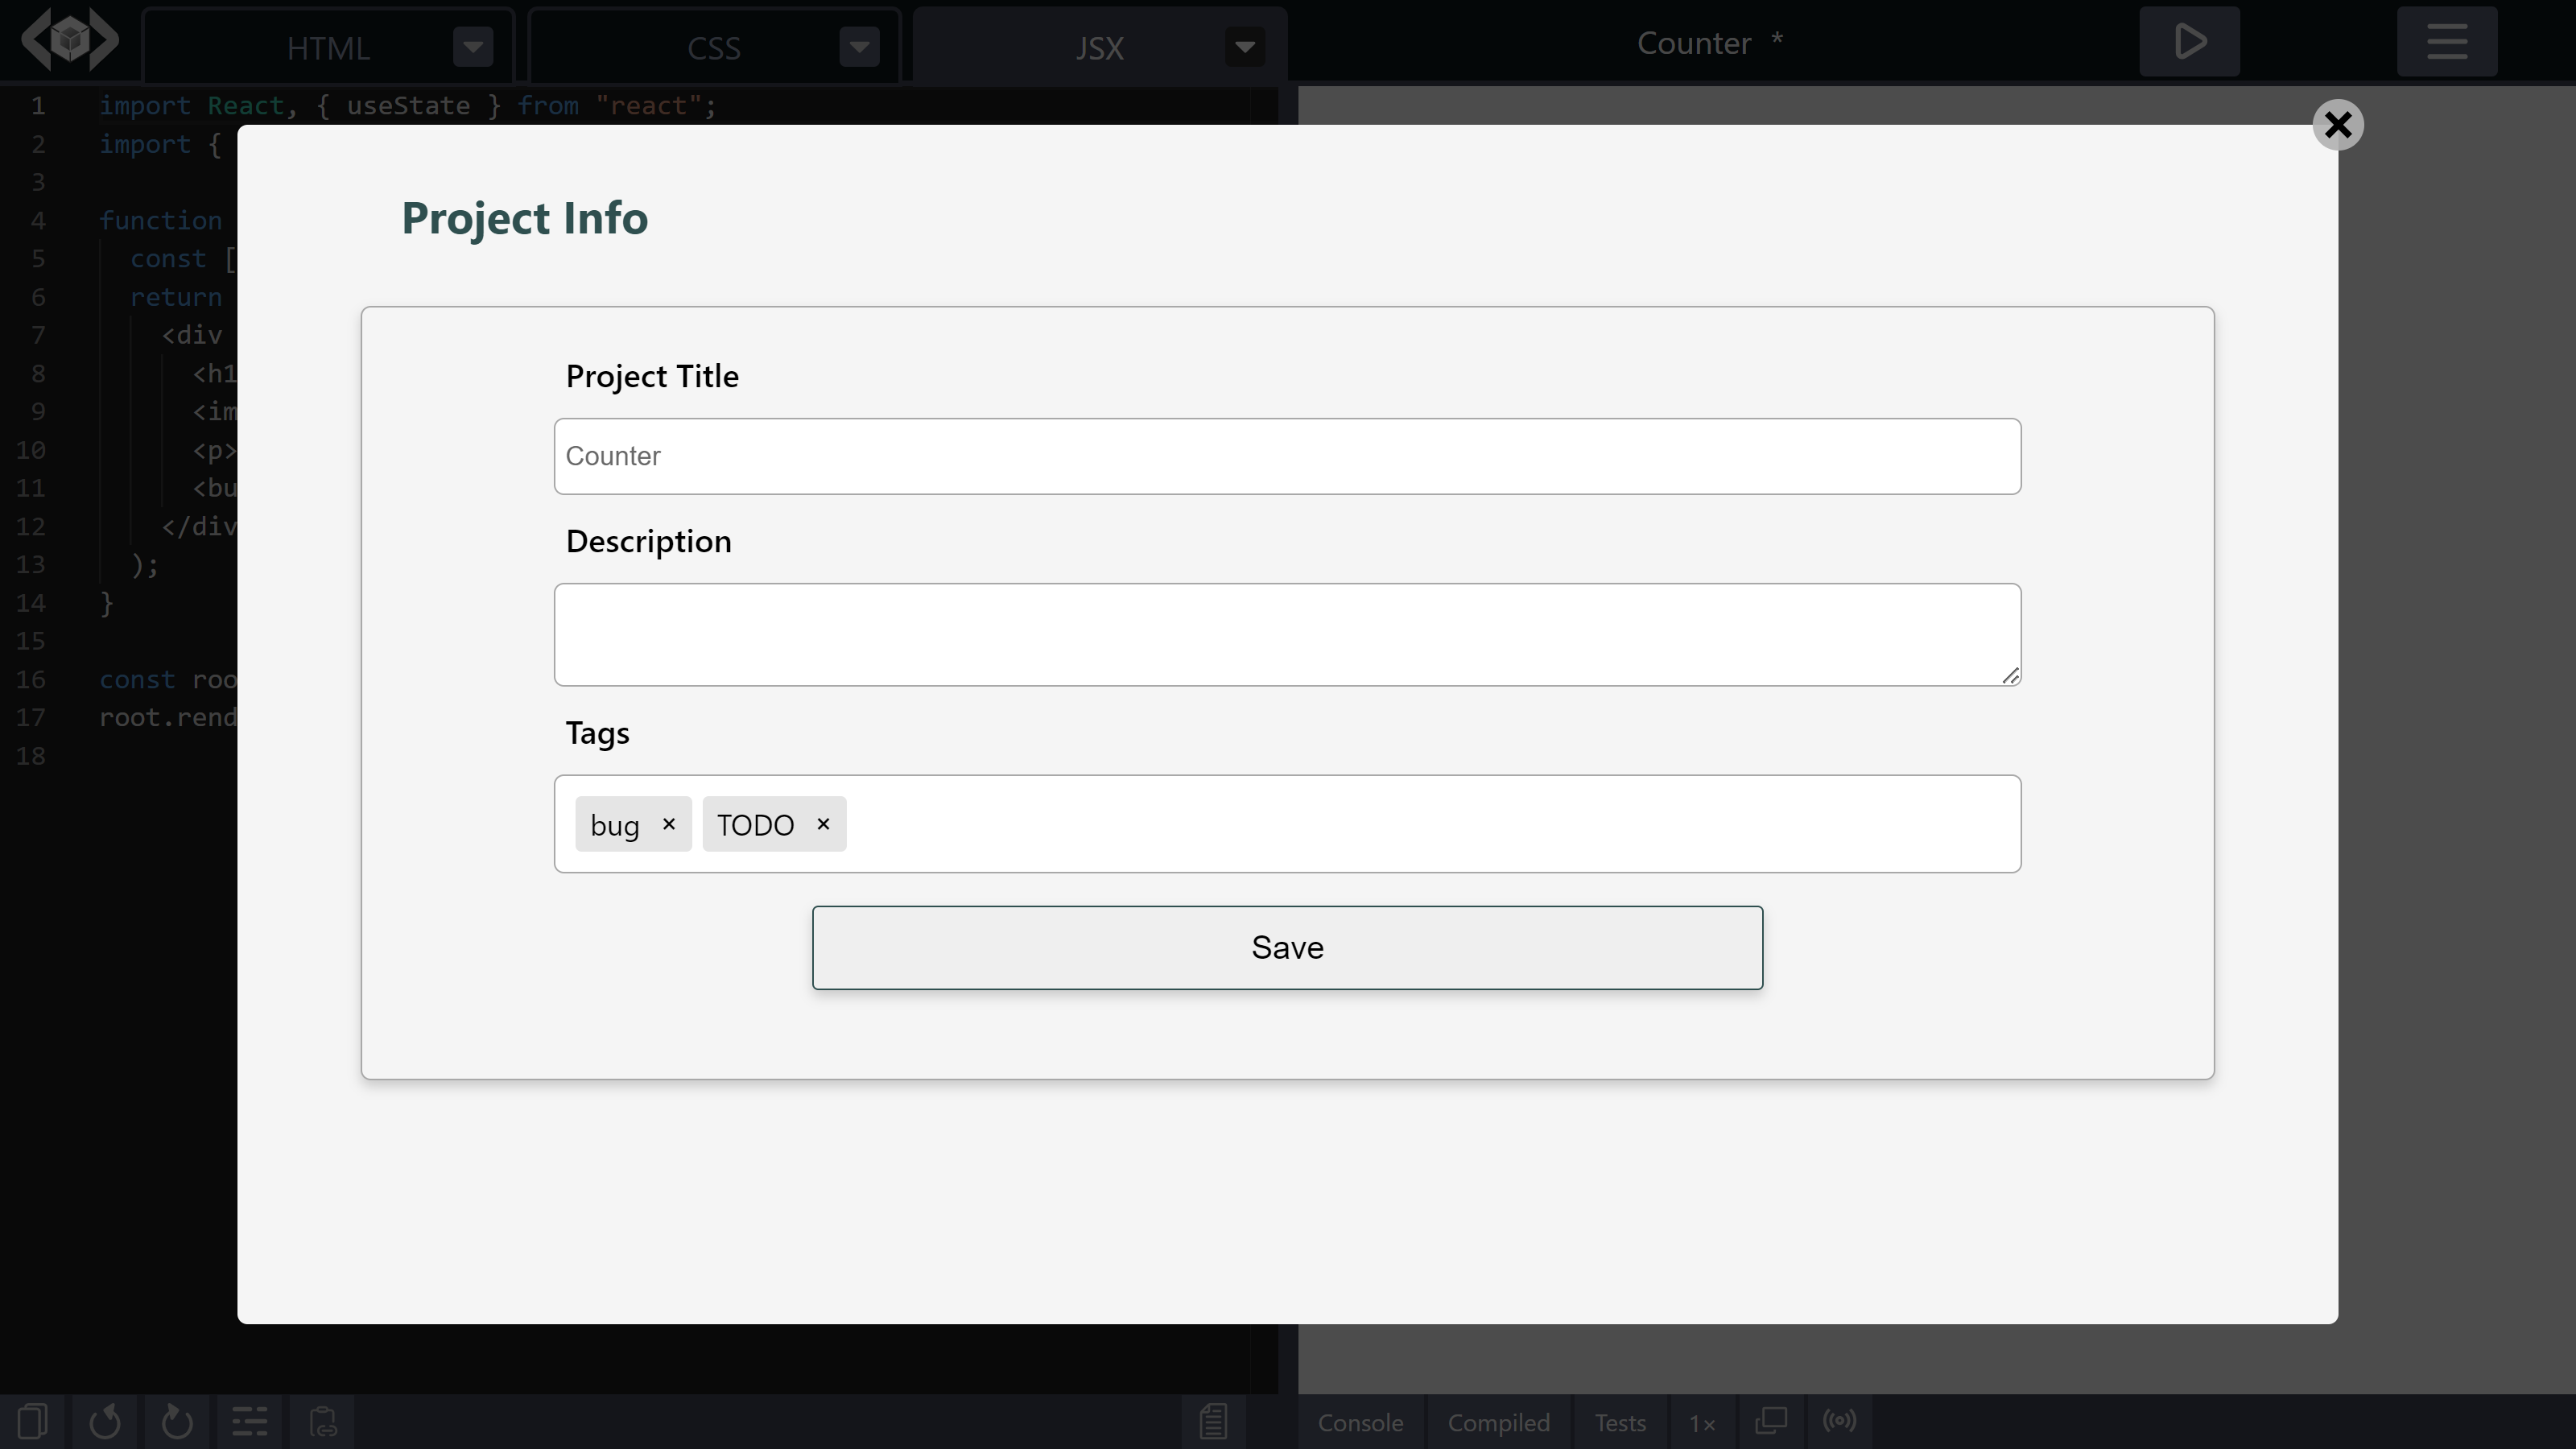 HTML
CSS
JSX
Counter *
1 import React, { useState } from "react";
2 import {
3
4 function
5 const [
6 return
7 <div
8 <h1
9 <im
10 <p>
11 <bu
12 </div
13 );
14 }
15
16 const roo
17 root.rend
18
Project Info
Project Title
Counter
Description
Tags
bug × TODO ×
Save
Console
Compiled
Tests
1×